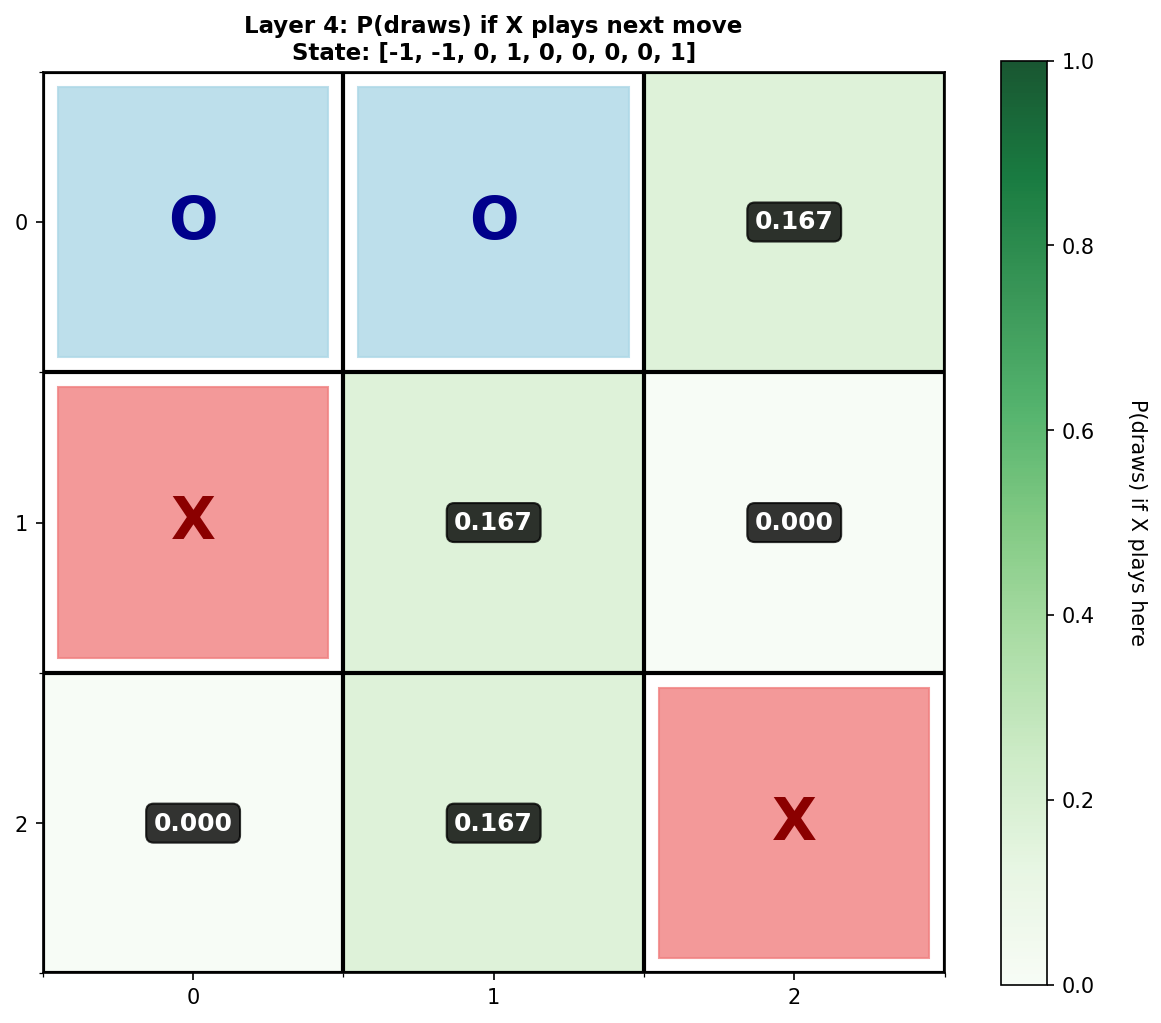 Layer 4: P(draws) if X plays next move
State: [-1, -1, 0, 1, 0, 0, 0, 0, 1]
O O 0.167
X 0.167 0.000
0.000 0.167 X
0
1
2
0 1 2
1.0
0.8
0.6
0.4
0.2
0.0
P(draws) if X plays here